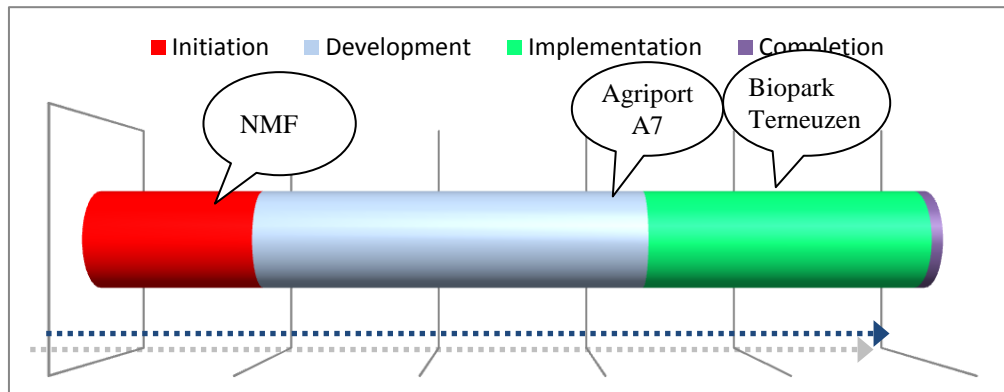 Initiation Development Implementation Completion
NMF
Agriport
A7
Biopark
Terneuzen